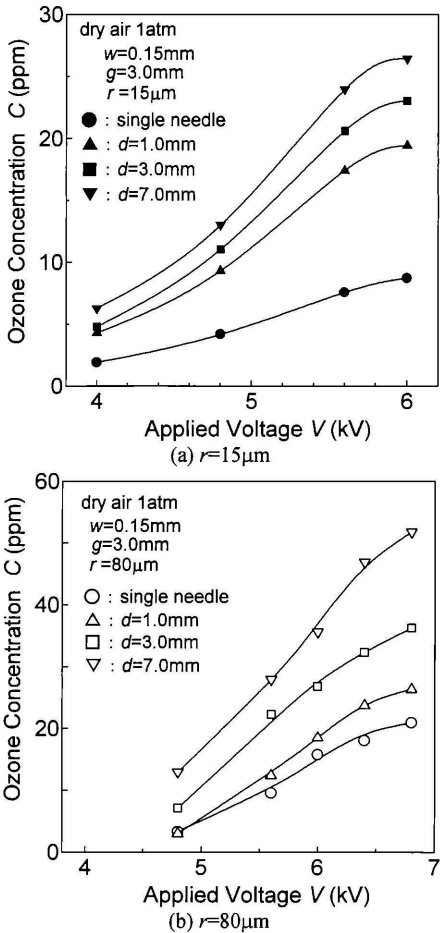 dry air 1atm
w=0.15mm
g=3.0mm
r=15μm
● : single needle
▲ : d=1.0mm
■ : d=3.0mm
▼ : d=7.0mm
Ozone Concentration C (ppm)
30
20
10
0
4 5 6
Applied Voltage V (kV)
(a) r=15μm
dry air 1atm
w=0.15mm
g=3.0mm
r=80μm
○ : single needle
△ : d=1.0mm
□ : d=3.0mm
▽ : d=7.0mm
Ozone Concentration C (ppm)
60
40
20
0
4 5 6 7
Applied Voltage V (kV)
(b) r=80μm